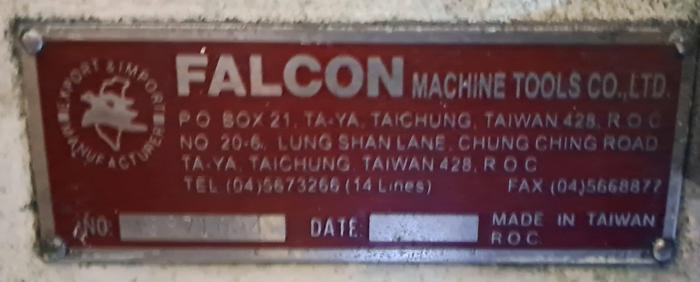 EXPORT & IMPORT
MANUFACTURER
FALCON MACHINE TOOLS CO.,LTD.
P O BOX 21, TA-YA, TAICHUNG, TAIWAN 428, R O C
NO 20-6, LUNG SHAN LANE, CHUNG CHING ROAD
TA-YA, TAICHUNG, TAIWAN 428, R O C
TEL (04)5673266 (14 Lines) FAX (04)5668877
NO: DATE: MADE IN TAIWAN
R O C